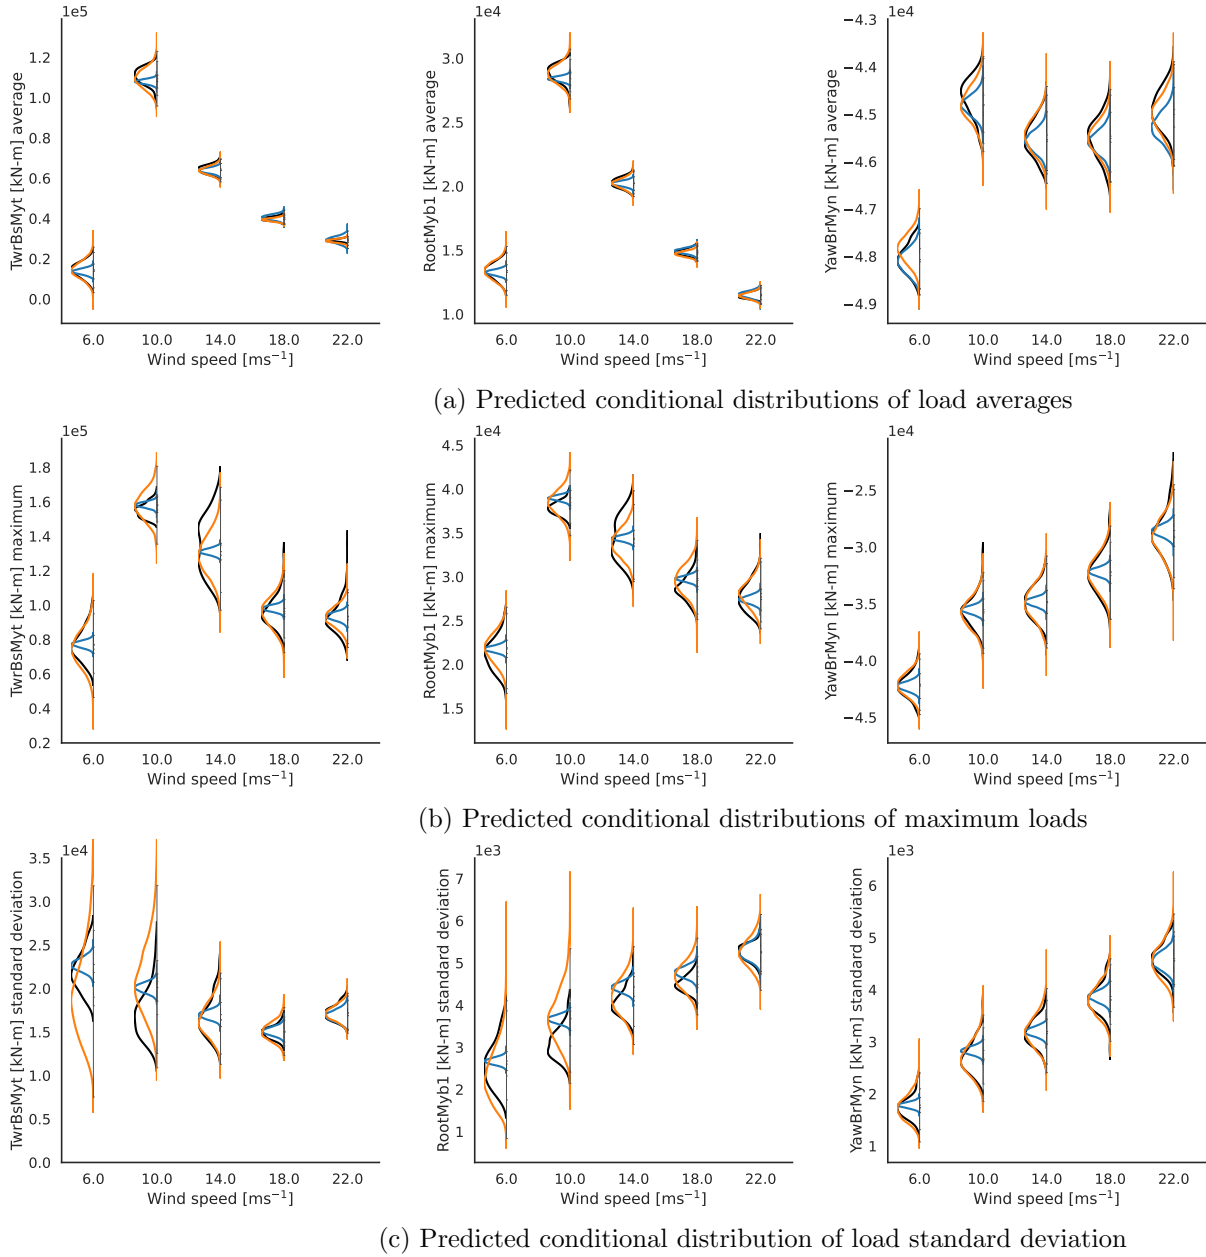 1e5
TwrBsMyt [kN-m] average
1.2
1.0
0.8
0.6
0.4
0.2
0.0
6.0 10.0 14.0 18.0 22.0
Wind speed [ms⁻¹]
1e4
RootMyb1 [kN-m] average
3.0
2.5
2.0
1.5
1.0
6.0 10.0 14.0 18.0 22.0
Wind speed [ms⁻¹]
1e4
YawBrMyn [kN-m] average
−4.3
−4.4
−4.5
−4.6
−4.7
−4.8
−4.9
6.0 10.0 14.0 18.0 22.0
Wind speed [ms⁻¹]
(a) Predicted conditional distributions of load averages
1e5
TwrBsMyt [kN-m] maximum
1.8
1.6
1.4
1.2
1.0
0.8
0.6
0.4
0.2
6.0 10.0 14.0 18.0 22.0
Wind speed [ms⁻¹]
1e4
RootMyb1 [kN-m] maximum
4.5
4.0
3.5
3.0
2.5
2.0
1.5
6.0 10.0 14.0 18.0 22.0
Wind speed [ms⁻¹]
1e4
YawBrMyn [kN-m] maximum
−2.5
−3.0
−3.5
−4.0
−4.5
6.0 10.0 14.0 18.0 22.0
Wind speed [ms⁻¹]
(b) Predicted conditional distributions of maximum loads
1e4
TwrBsMyt [kN-m] standard deviation
3.5
3.0
2.5
2.0
1.5
1.0
0.5
0.0
6.0 10.0 14.0 18.0 22.0
Wind speed [ms⁻¹]
1e3
RootMyb1 [kN-m] standard deviation
7
6
5
4
3
2
1
6.0 10.0 14.0 18.0 22.0
Wind speed [ms⁻¹]
1e3
YawBrMyn [kN-m] standard deviation
6
5
4
3
2
1
6.0 10.0 14.0 18.0 22.0
Wind speed [ms⁻¹]
(c) Predicted conditional distribution of load standard deviation